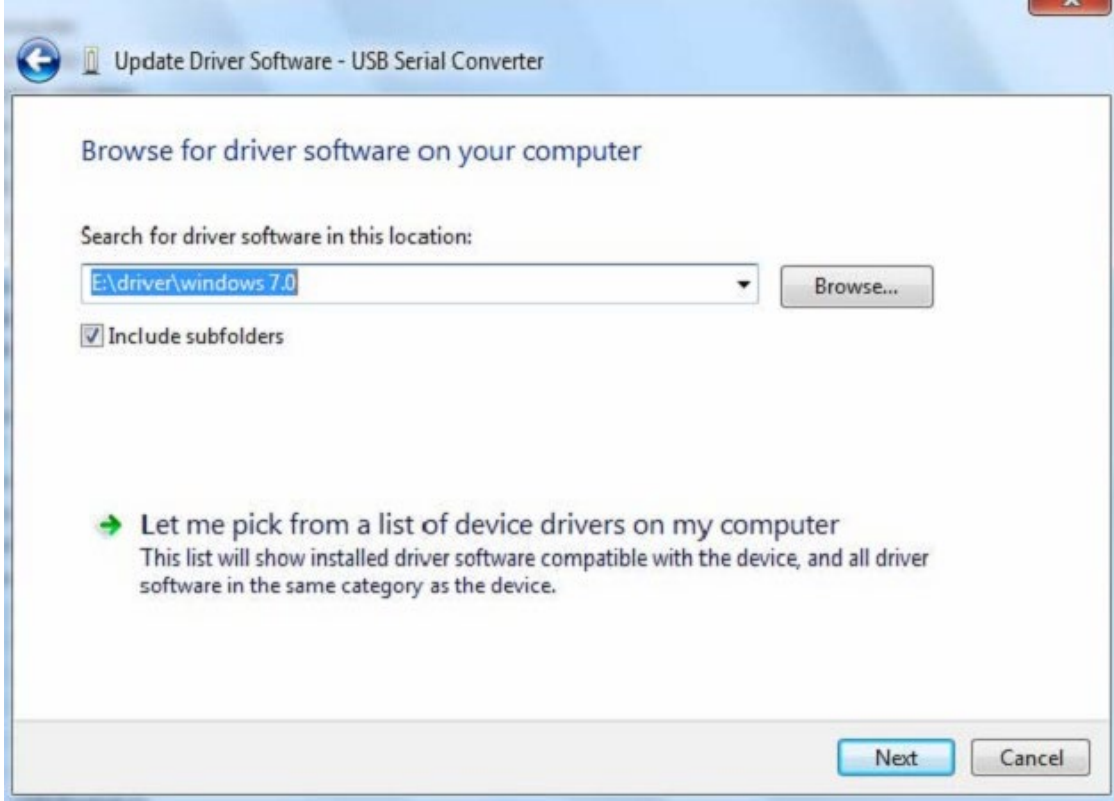 Update Driver Software - USB Serial Converter
Browse for driver software on your computer
Search for driver software in this location:
E:\driver\windows 7.0
Browse...
Include subfolders
Let me pick from a list of device drivers on my computer
This list will show installed driver software compatible with the device, and all driver
software in the same category as the device.
Next
Cancel